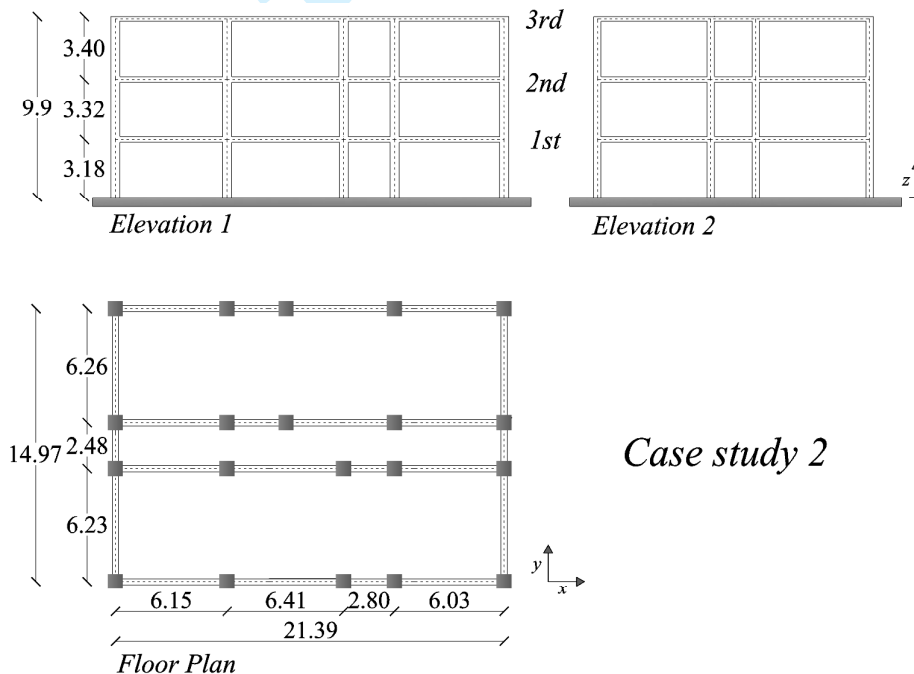 3rd
3.40
2nd
9.9
3.32
1st
3.18
z
Elevation 1
Elevation 2
6.26
14.97
2.48
Case study 2
6.23
y
x
6.15
6.41
2.80
6.03
21.39
Floor Plan